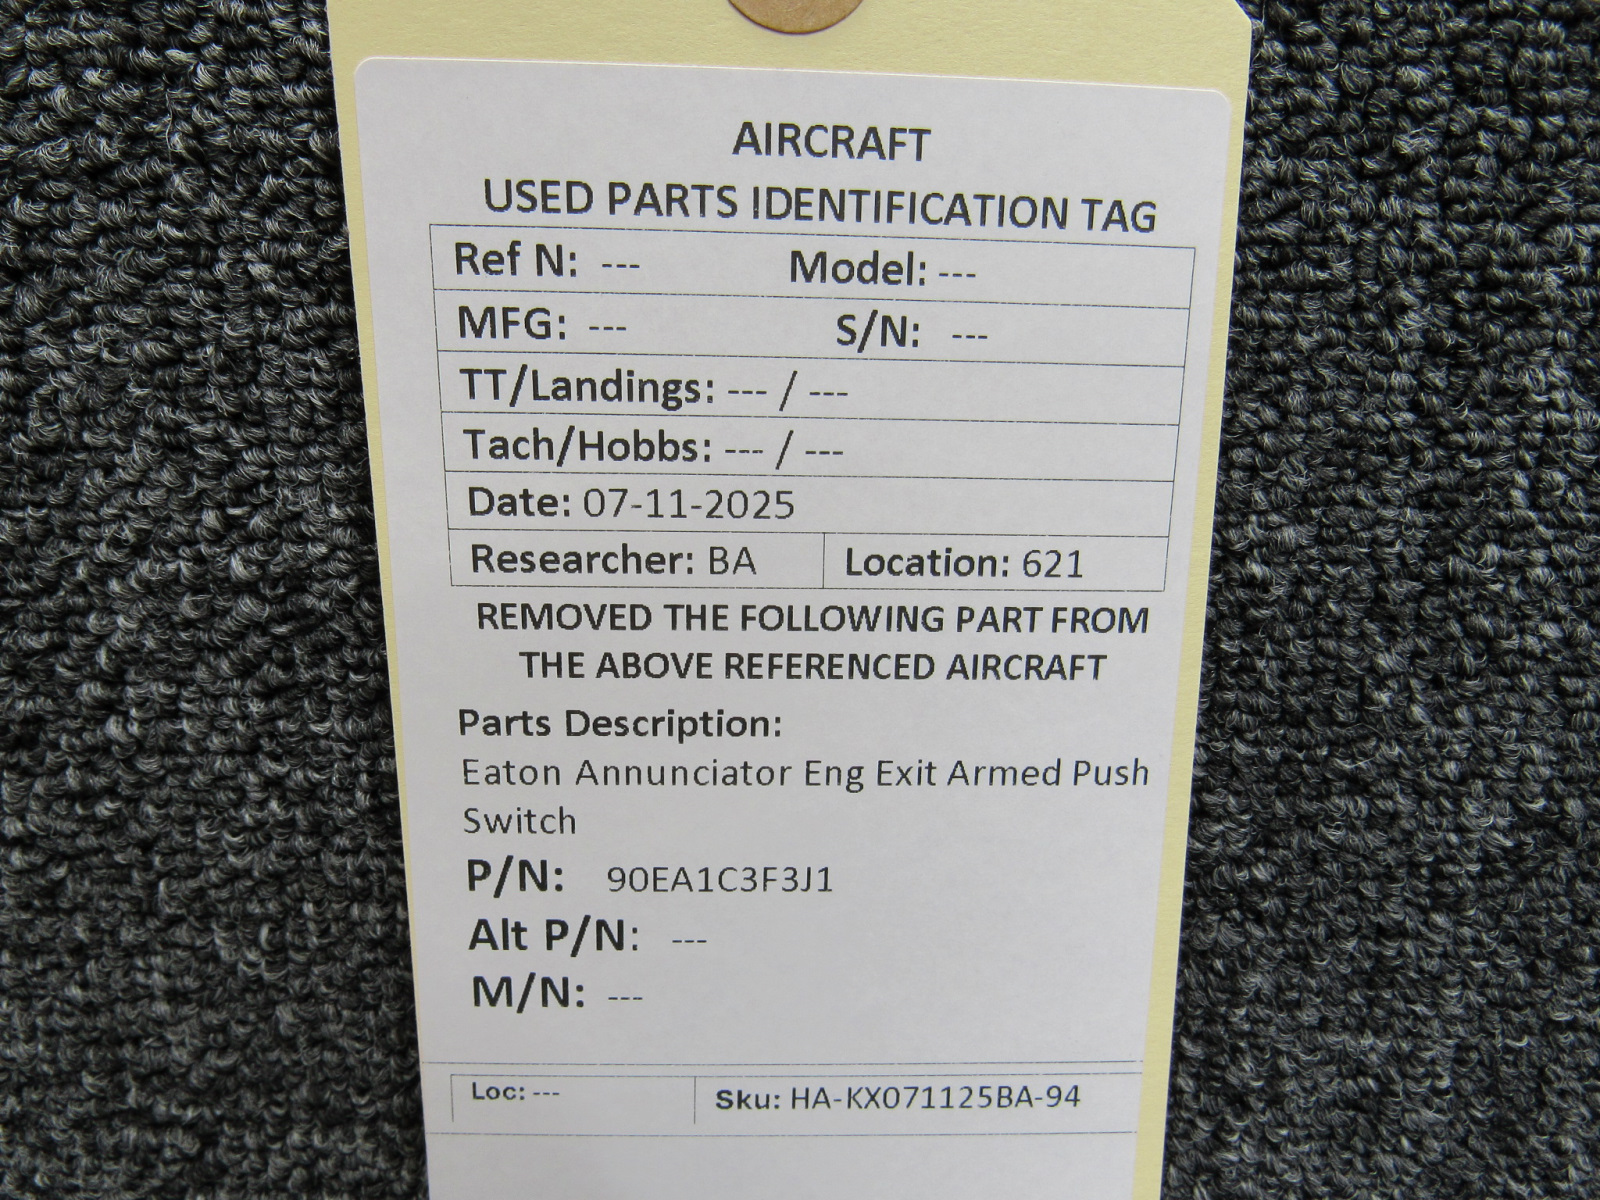 AIRCRAFT
USED PARTS IDENTIFICATION TAG
Ref N: --- Model: ---
MFG: --- S/N: ---
TT/Landings: --- / ---
Tach/Hobbs: --- / ---
Date: 07-11-2025
Researcher: BA Location: 621
REMOVED THE FOLLOWING PART FROM
THE ABOVE REFERENCED AIRCRAFT
Parts Description:
Eaton Annunciator Eng Exit Armed Push
Switch
P/N: 90EA1C3F3J1
Alt P/N: ---
M/N: ---
Loc: --- Sku: HA-KX071125BA-94